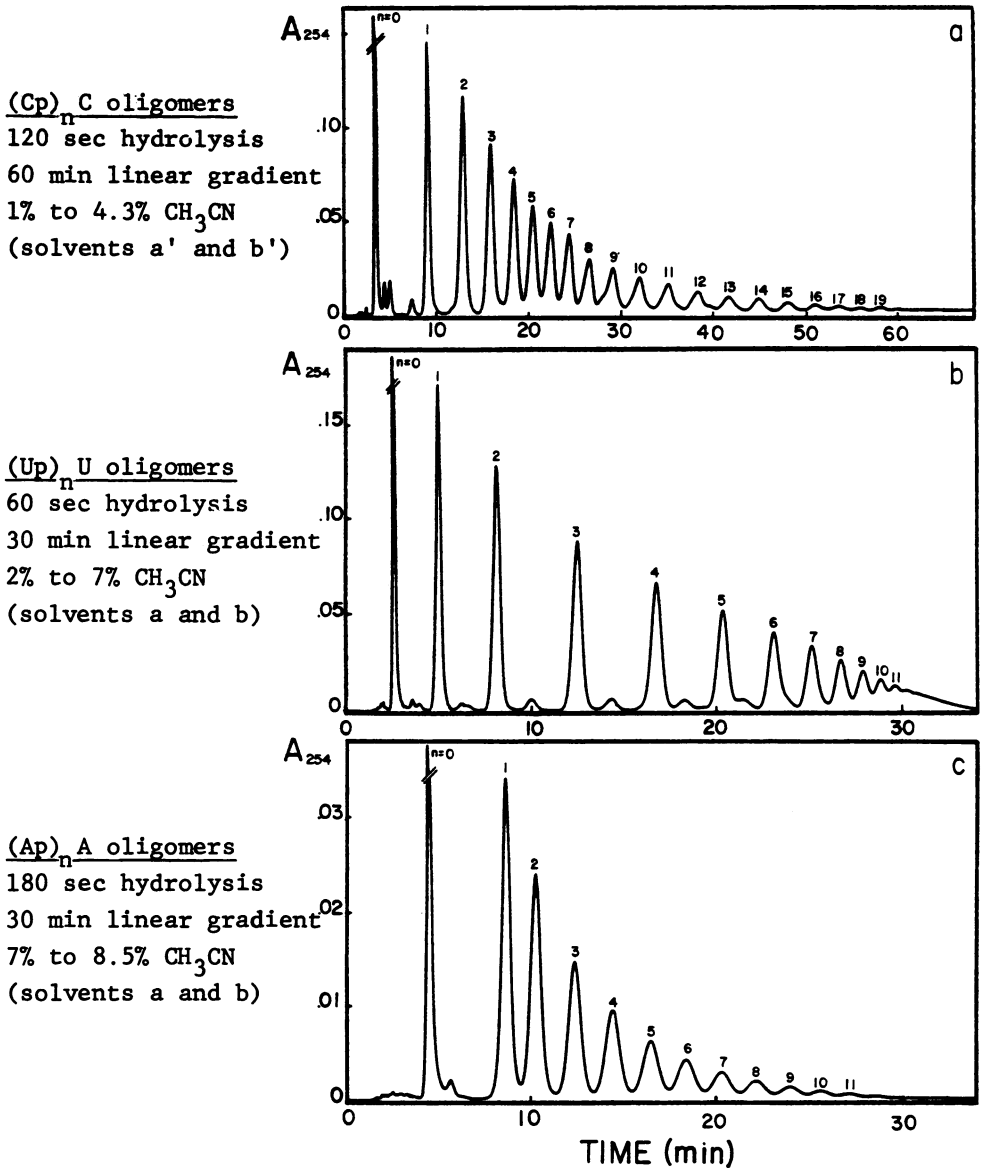 A254
n=0
1
2
3
4
5
6
7
8
9
10
11
12
13
14
15
16
17
18
19
a
(Cp)nC oligomers
120 sec hydrolysis
60 min linear gradient
1% to 4.3% CH3CN
(solvents a' and b')
.10
.05
0
0 10 20 30 40 50 60
A254
n=0
1
2
3
4
5
6
7
8
9
10
11
b
(Up)nU oligomers
60 sec hydrolysis
30 min linear gradient
2% to 7% CH3CN
(solvents a and b)
.15
.10
.05
0
0 10 20 30
A254
n=0
1
2
3
4
5
6
7
8
9
10
11
c
(Ap)nA oligomers
180 sec hydrolysis
30 min linear gradient
7% to 8.5% CH3CN
(solvents a and b)
.03
.02
.01
0
0 10 20 30
TIME (min)